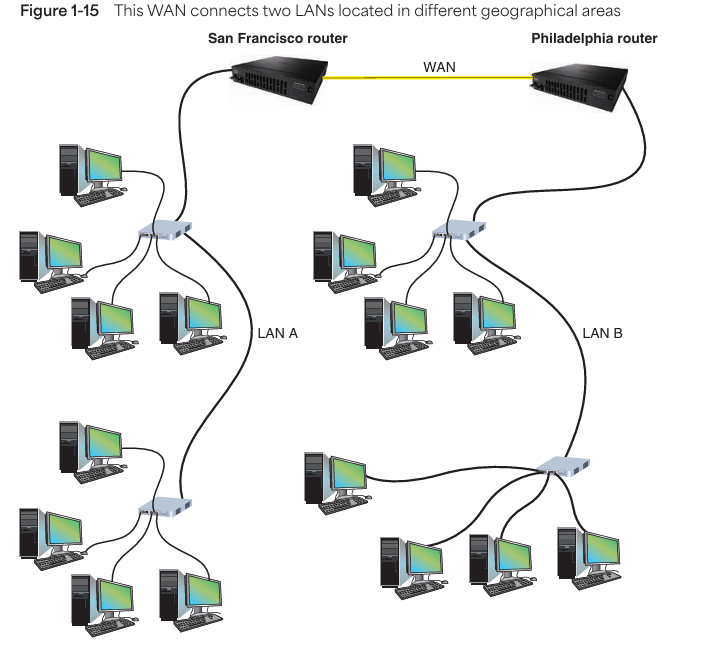 Figure 1-15 This WAN connects two LANs located in different geographical areas
San Francisco router
Philadelphia router
WAN
LAN A
LAN B